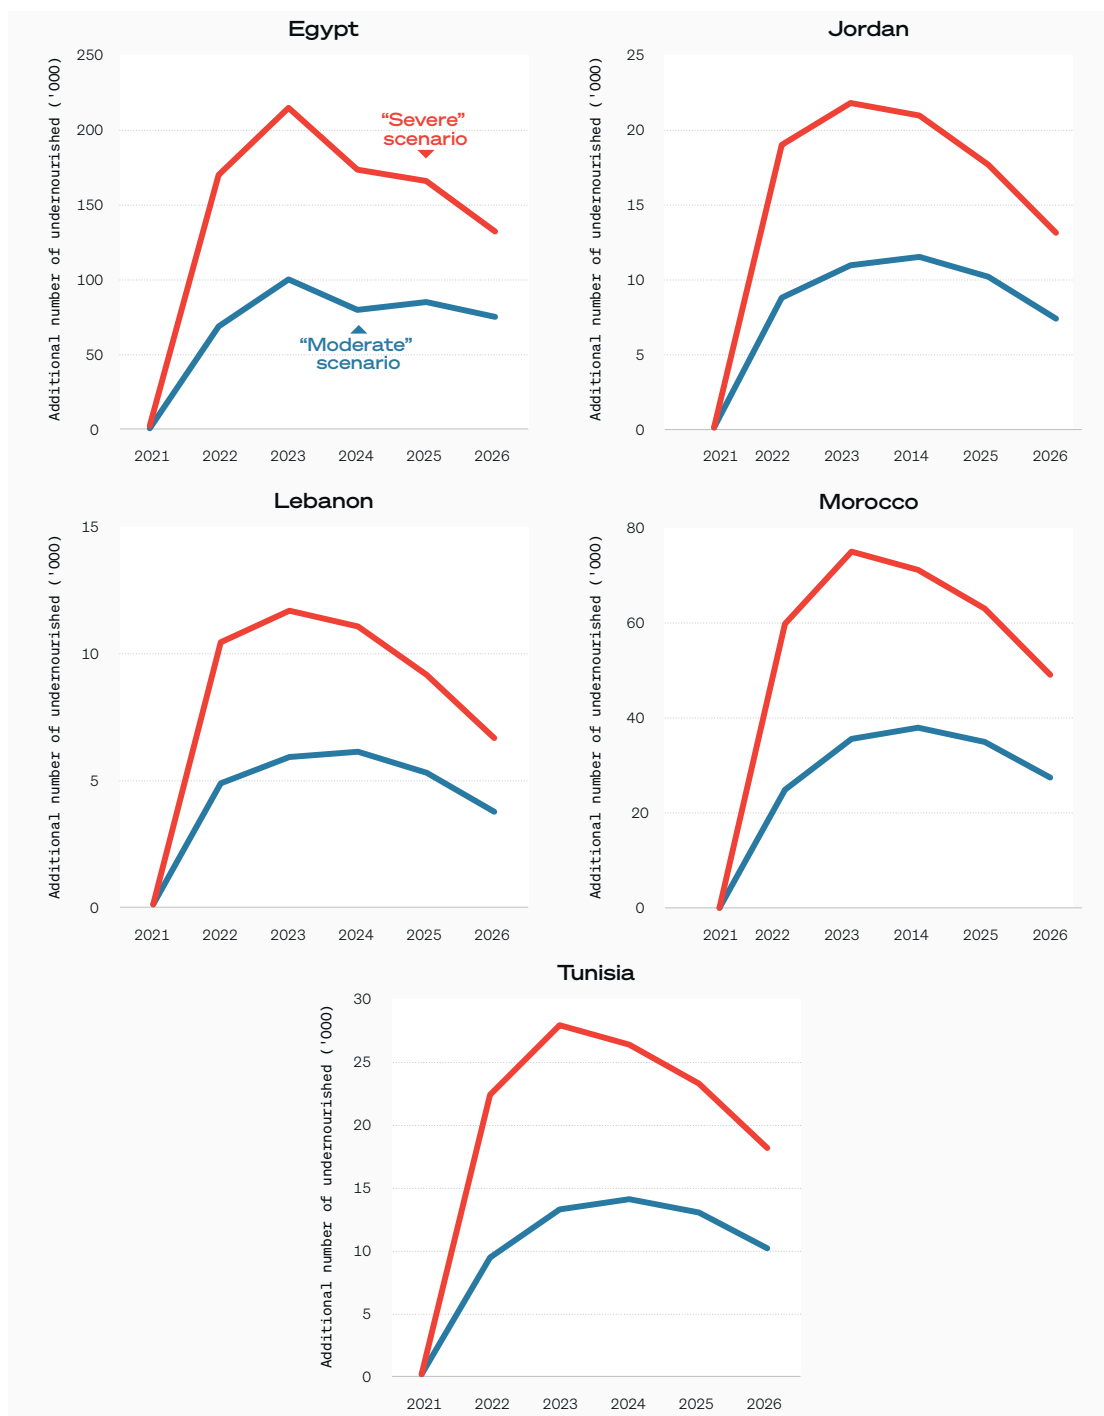 Egypt
Additional number of undernourished ('000)
250
200
150
100
50
0
“Severe”
scenario
“Moderate”
scenario
2021 2022 2023 2024 2025 2026
Jordan
Additional number of undernourished ('000)
25
20
15
10
5
0
2021 2022 2023 2014 2025 2026
Lebanon
Additional number of undernourished ('000)
15
10
5
0
2021 2022 2023 2024 2025 2026
Morocco
Additional number of undernourished ('000)
80
60
40
20
0
2021 2022 2023 2014 2025 2026
Tunisia
Additional number of undernourished ('000)
30
25
20
15
10
5
0
2021 2022 2023 2024 2025 2026